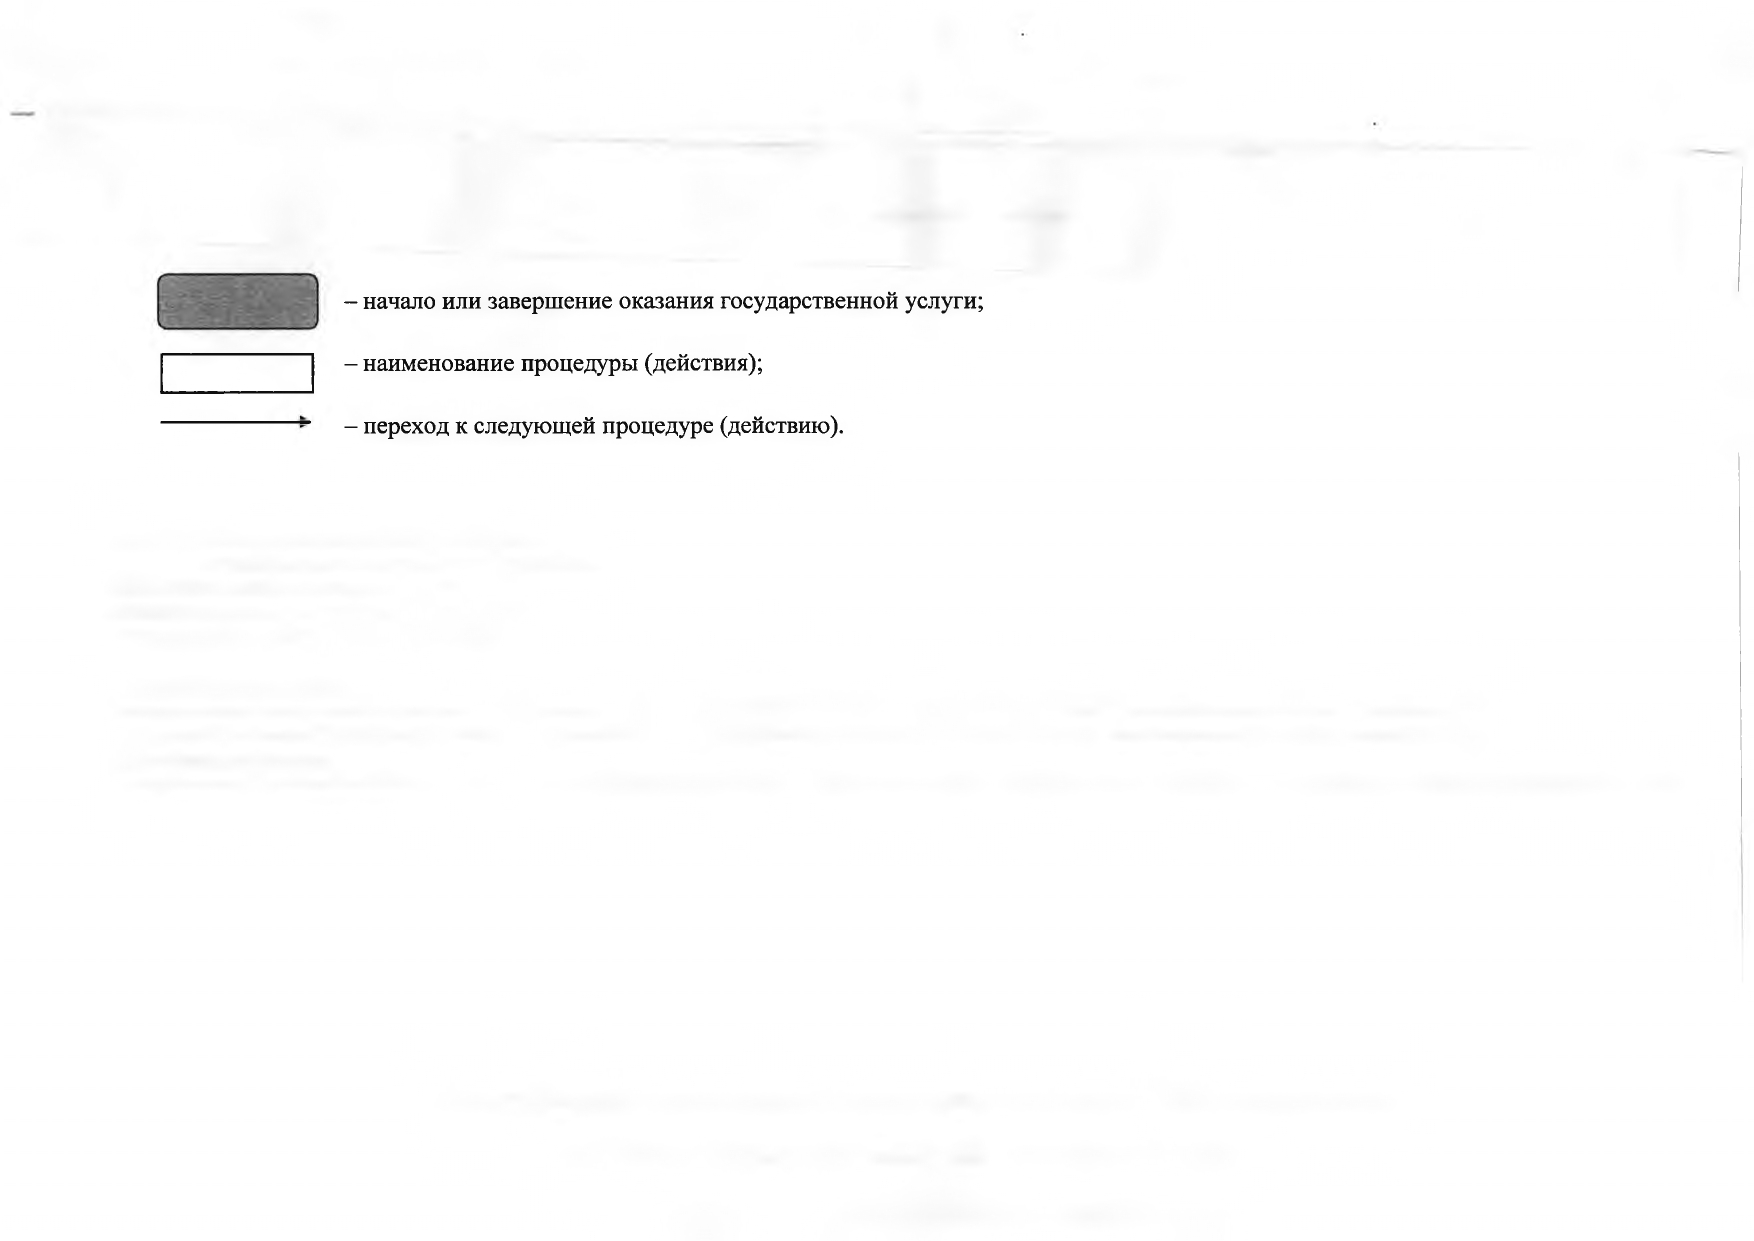 – начало или завершение оказания государственной услуги;
– наименование процедуры (действия);
– переход к следующей процедуре (действию).